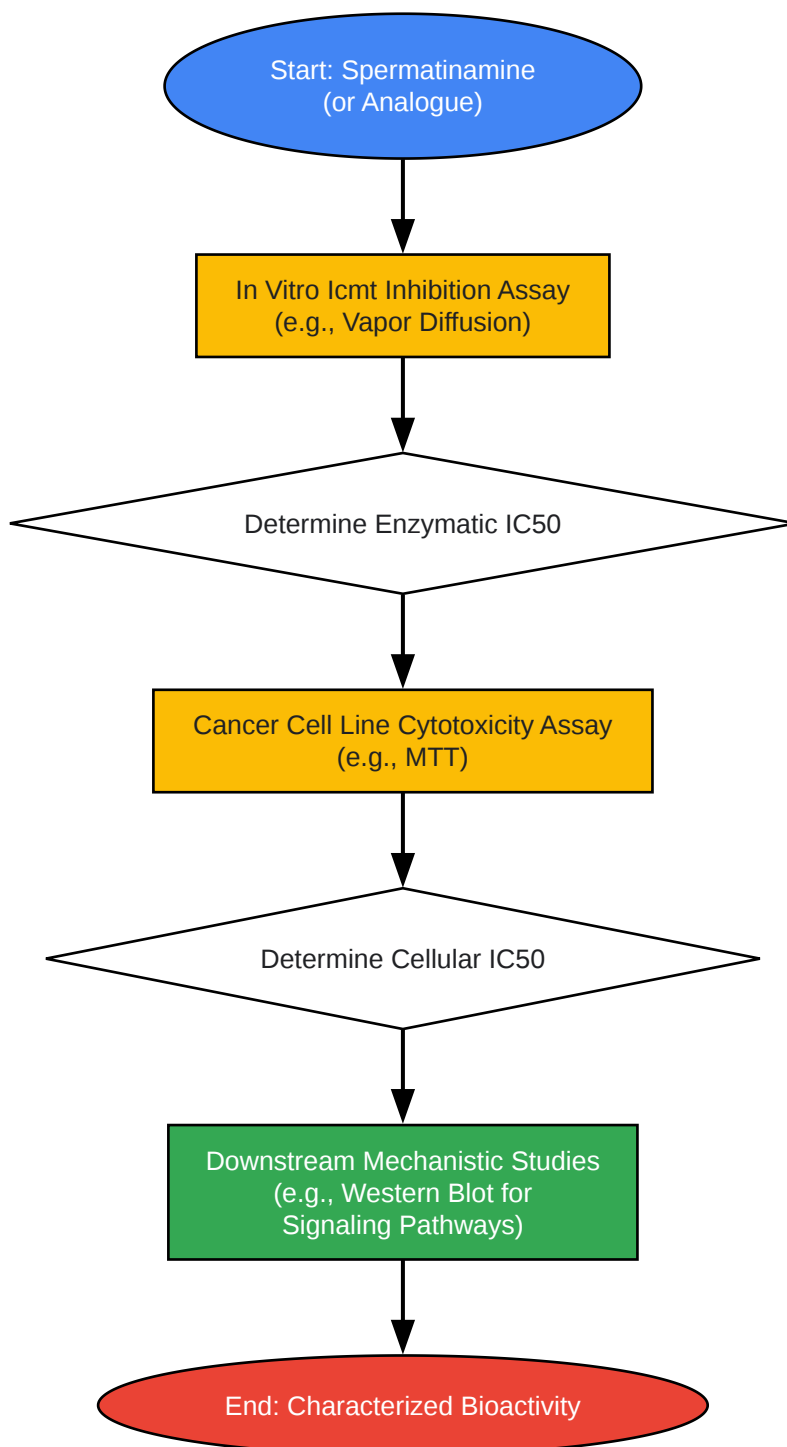 Start: Spermatinamine
(or Analogue)
In Vitro Icmt Inhibition Assay
(e.g., Vapor Diffusion)
Determine Enzymatic IC50
Cancer Cell Line Cytotoxicity Assay
(e.g., MTT)
Determine Cellular IC50
Downstream Mechanistic Studies
(e.g., Western Blot for
Signaling Pathways)
End: Characterized Bioactivity